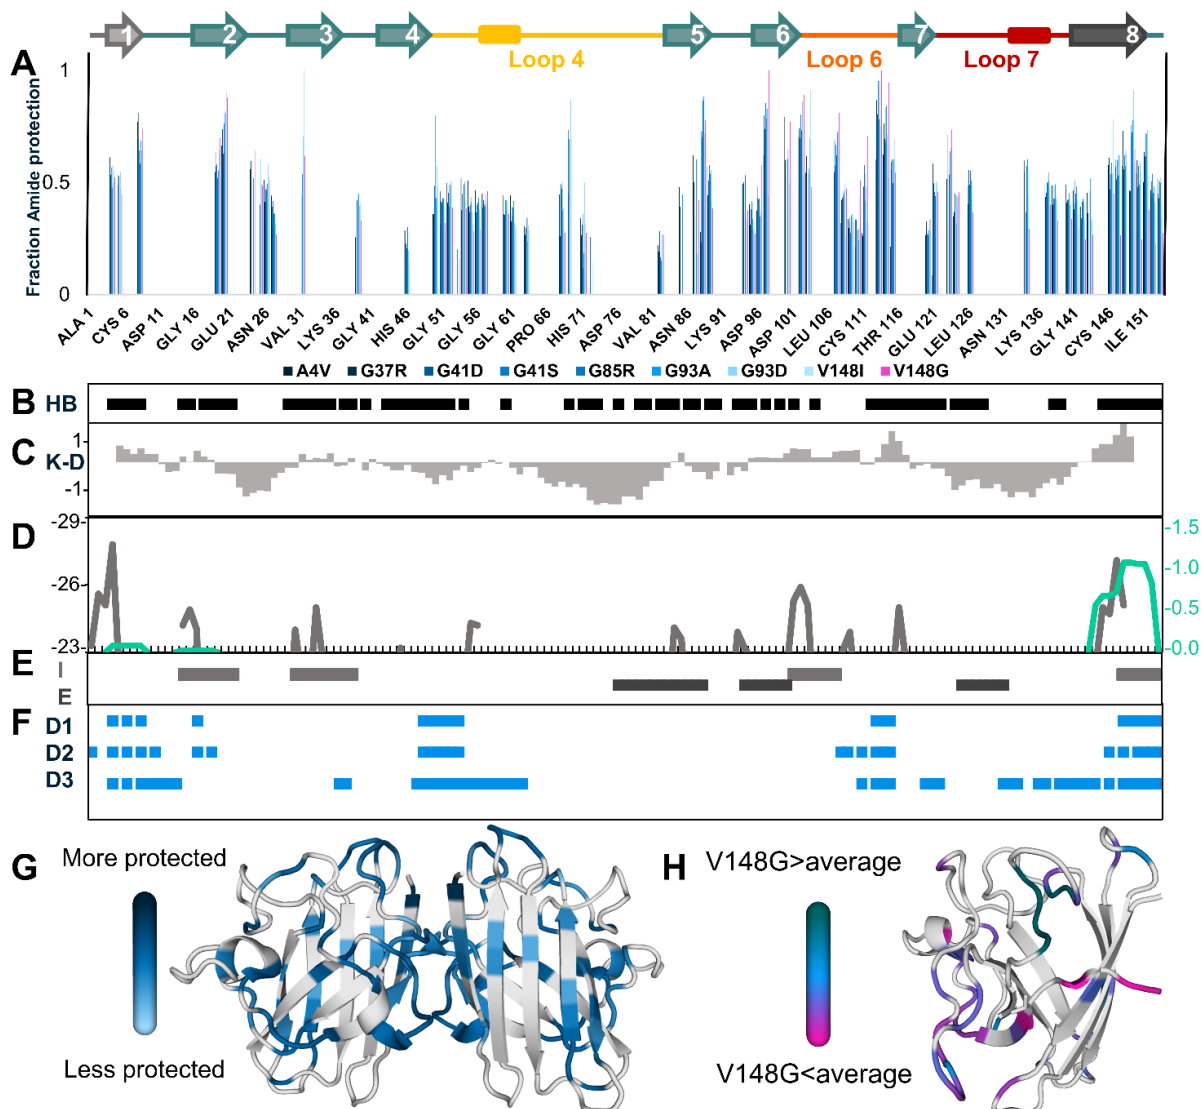 1 2 3 4 5 6 7 8
Loop 4 Loop 6 Loop 7
A
Fraction Amide protection
1
0.5
0
ALA 1 CYS 6 ASP 11 GLY 16 GLU 21 ASN 26 VAL 31 LYS 36 GLY 41 HIS 46 GLY 51 GLY 56 GLY 61 PRO 66 HIS 71 ASP 76 VAL 81 ASN 86 LYS 91 ASP 96 ASP 101 LEU 106 CYS 111 THR 116 GLU 121 LEU 126 ASN 131 LYS 136 GLY 141 CYS 146 ILE 151
A4V G37R G41D G41S G85R G93A G93D V148I V148G
B HB
C
1
K-D
-1
D
-29
-26
-23
-1.5
-1.0
-0.5
-0.0
E I
E
F D1
D2
D3
G
More protected
Less protected
H
V148G>average
V148G<average